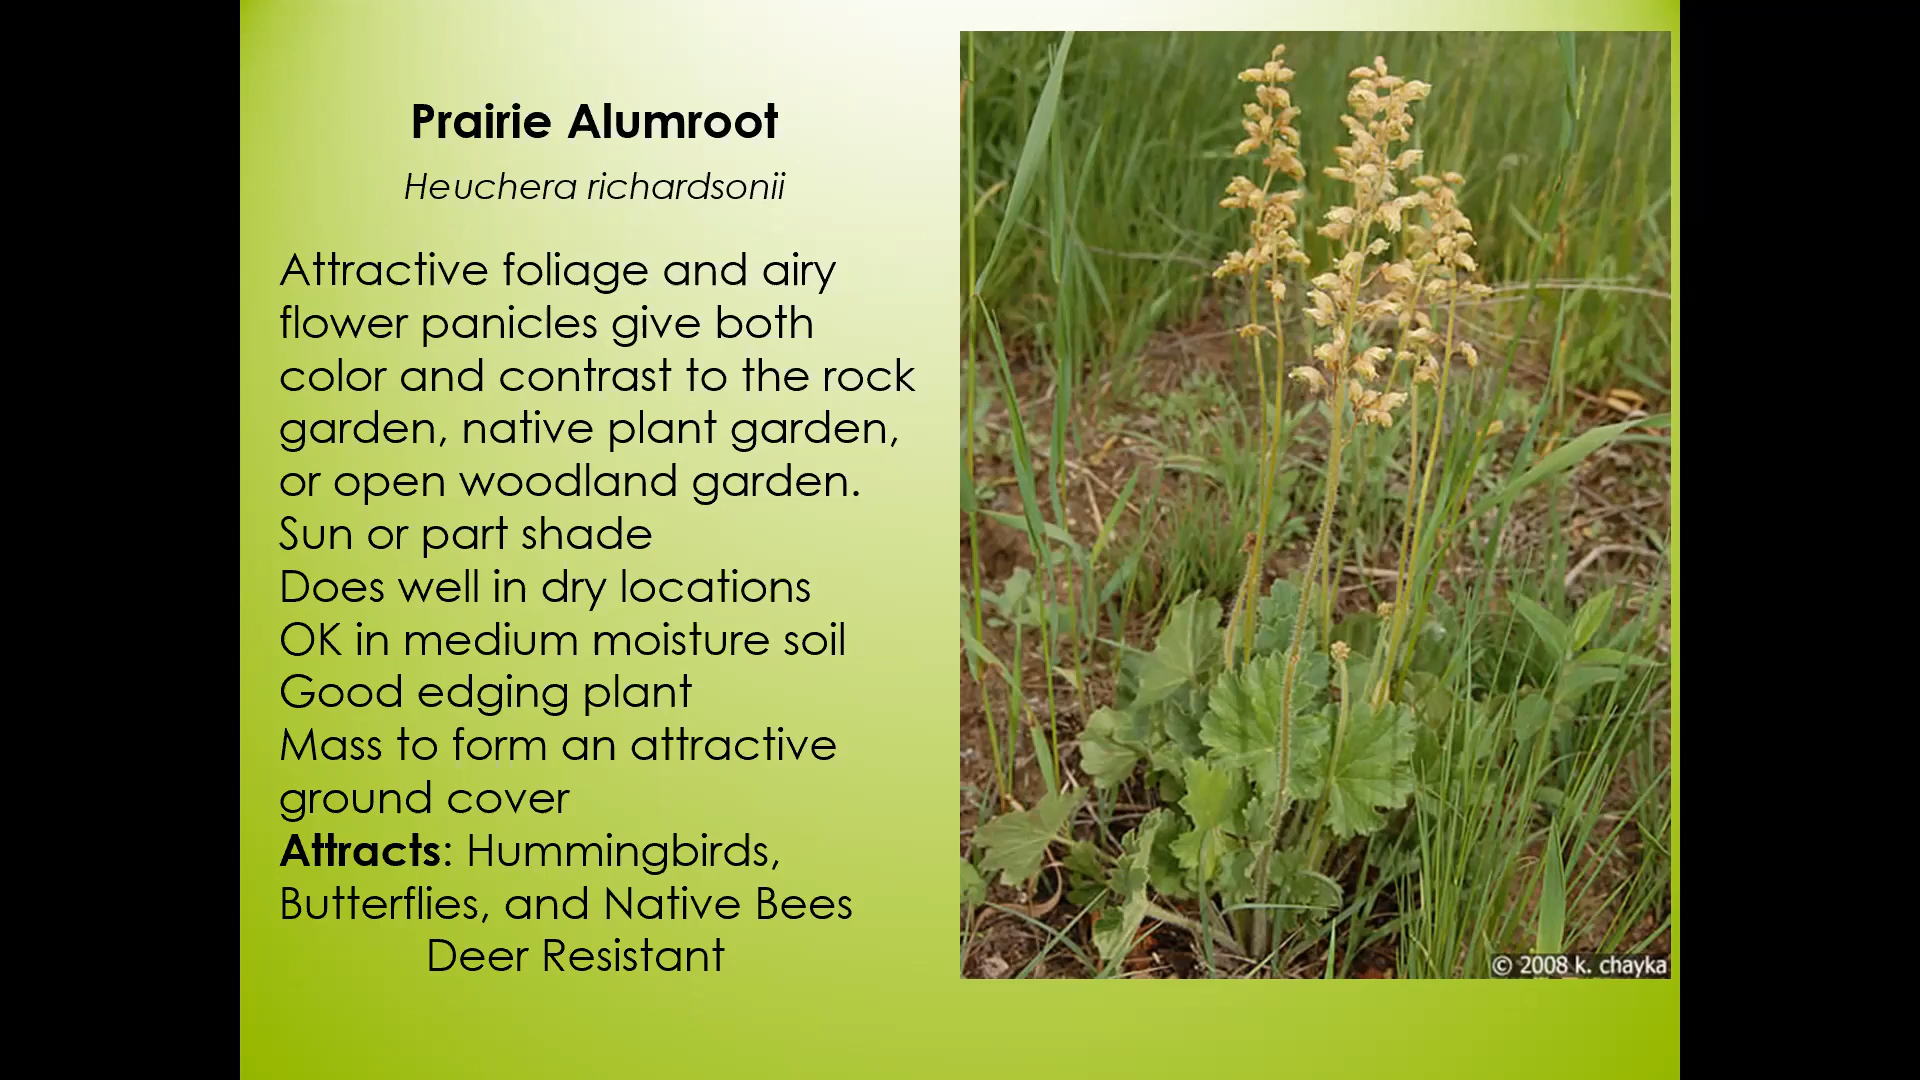 Prairie Alumroot
Heuchera richardsonii
Attractive foliage and airy
flower panicles give both
color and contrast to the rock
garden, native plant garden,
or open woodland garden.
Sun or part shade
Does well in dry locations
OK in medium moisture soil
Good edging plant
Mass to form an attractive
ground cover
Attracts: Hummingbirds,
Butterflies, and Native Bees
Deer Resistant
© 2008 k. chayka